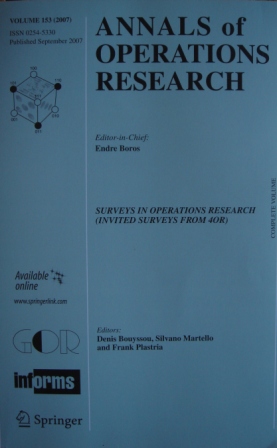 VOLUME 153 (2007)
ISSN 0254-5330
Published September 2007
ANNALS of
OPERATIONS
RESEARCH
Editor-in-Chief:
Endre Boros
SURVEYS IN OPERATIONS RESEARCH
(INVITED SURVEYS FROM 4OR)
COMPLETE VOLUME
Available
online
www.springerlink.com
GOR
informs
Springer
Editors:
Denis Bouyssou, Silvano Martello
and Frank Plastria